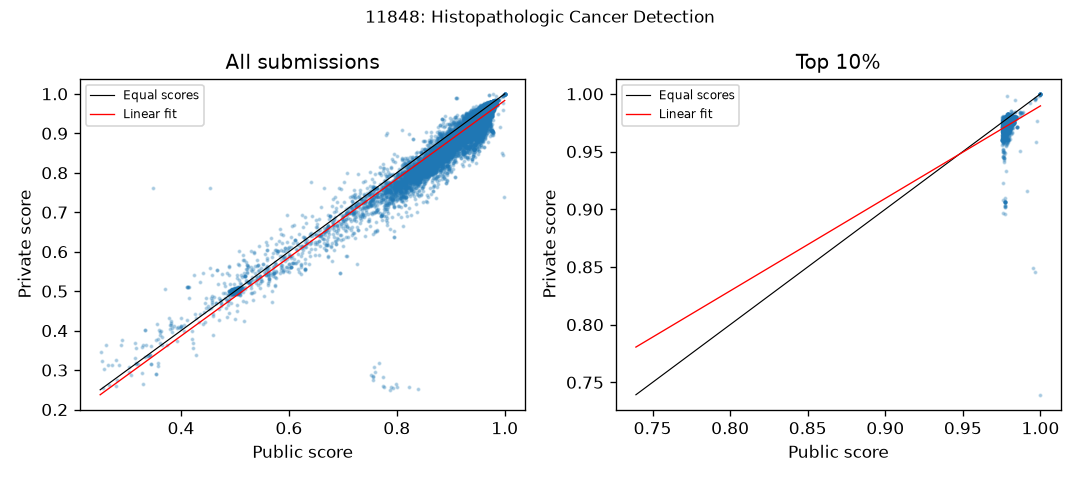 11848: Histopathologic Cancer Detection
All submissions
Equal scores
Linear fit
Private score
1.0
0.9
0.8
0.7
0.6
0.5
0.4
0.3
0.2
0.4
0.6
0.8
1.0
Public score
Top 10%
Equal scores
Linear fit
Private score
1.00
0.95
0.90
0.85
0.80
0.75
0.75
0.80
0.85
0.90
0.95
1.00
Public score